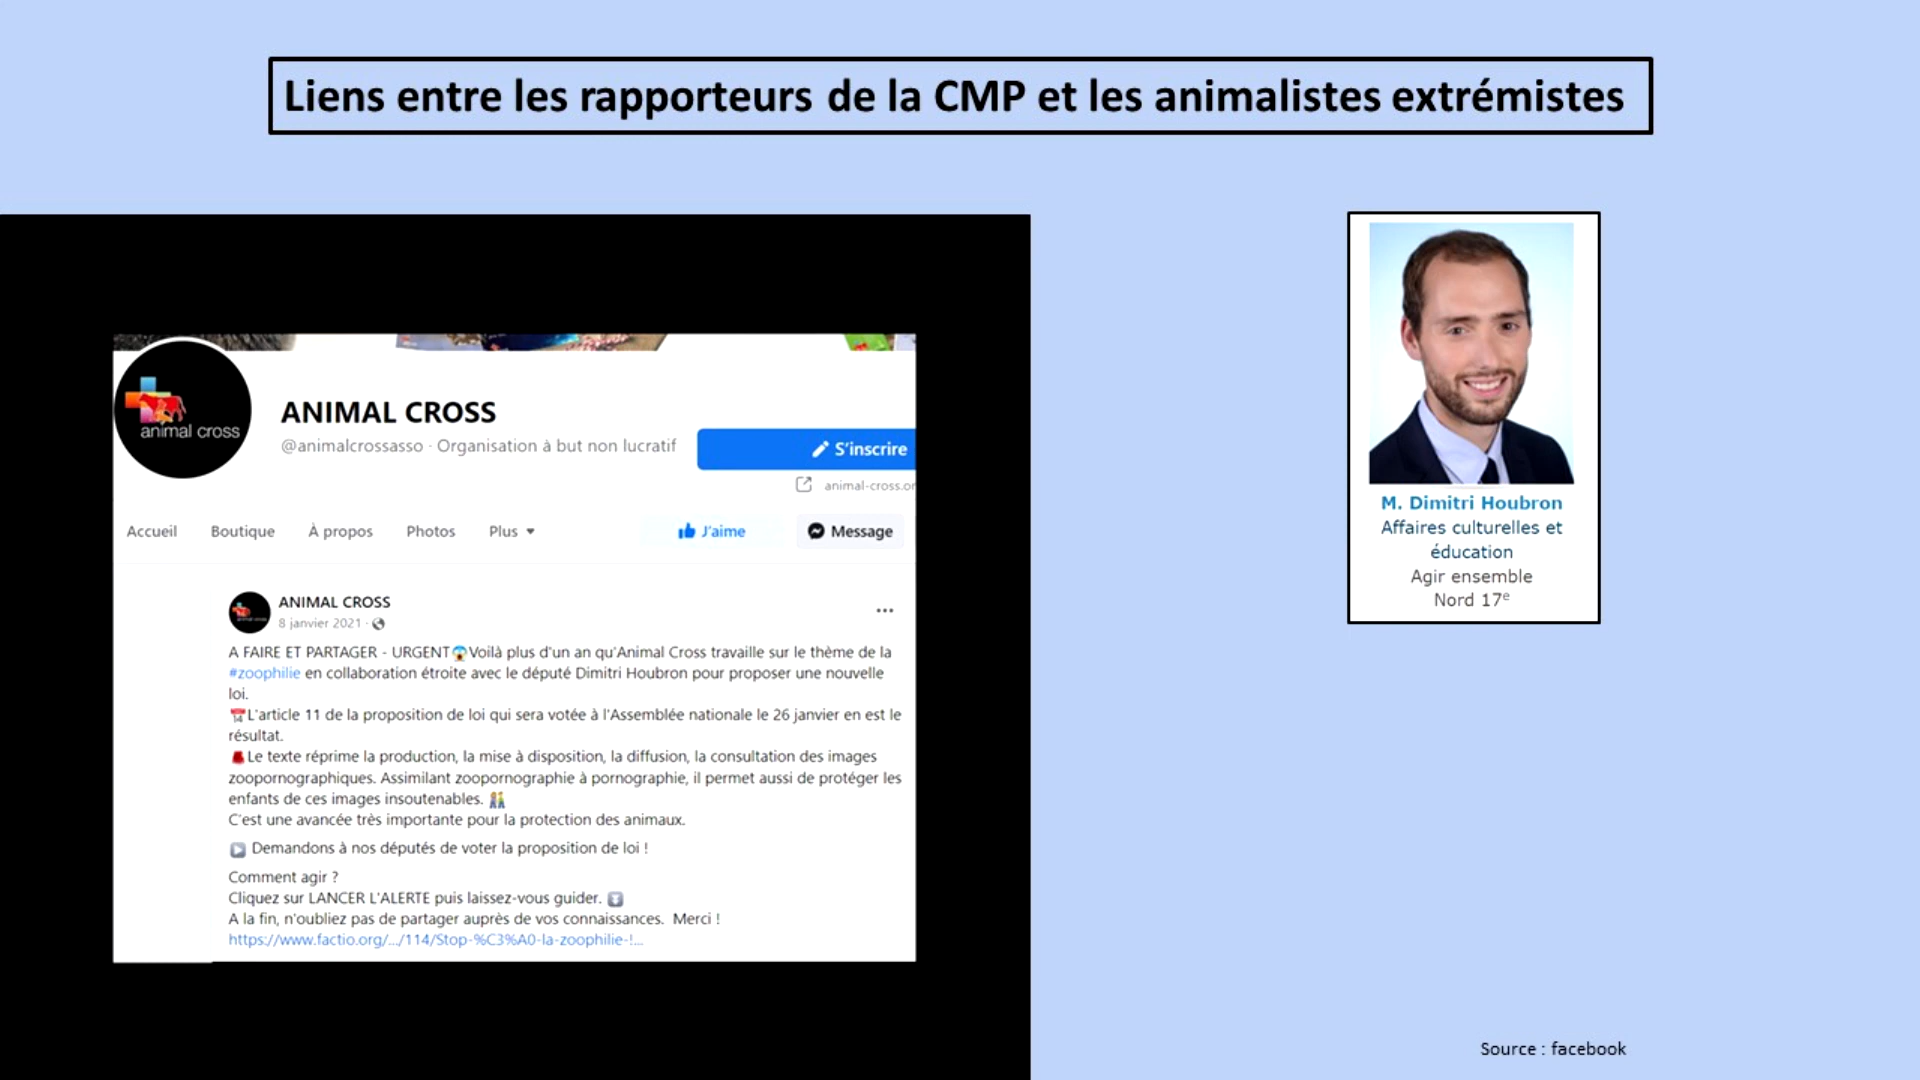 Liens entre les rapporteurs de la CMP et les animalistes extrémistes
animal cross
ANIMAL CROSS
@animalcrossasso · Organisation à but non lucratif
S'inscrire
animal-cross.or
Accueil
Boutique
À propos
Photos
Plus
J'aime
Message
ANIMAL CROSS
8 janvier 2021 ·
A FAIRE ET PARTAGER - URGENT😱Voilà plus d'un an qu'Animal Cross travaille sur le thème de la
#zoophilie en collaboration étroite avec le député Dimitri Houbron pour proposer une nouvelle
loi.
📅L'article 11 de la proposition de loi qui sera votée à l'Assemblée nationale le 26 janvier en est le
résultat.
Le texte réprime la production, la mise à disposition, la diffusion, la consultation des images
zoopornographiques. Assimilant zoopornographie à pornographie, il permet aussi de protéger les
enfants de ces images insoutenables.
C'est une avancée très importante pour la protection des animaux.
▶️ Demandons à nos députés de voter la proposition de loi !
Comment agir ?
Cliquez sur LANCER L'ALERTE puis laissez-vous guider. ⬇️
A la fin, n'oubliez pas de partager auprès de vos connaissances. Merci !
https://www.factio.org/.../114/Stop-%C3%A0-la-zoophilie-!...
M. Dimitri Houbron
Affaires culturelles et
éducation
Agir ensemble
Nord 17e
Source : facebook